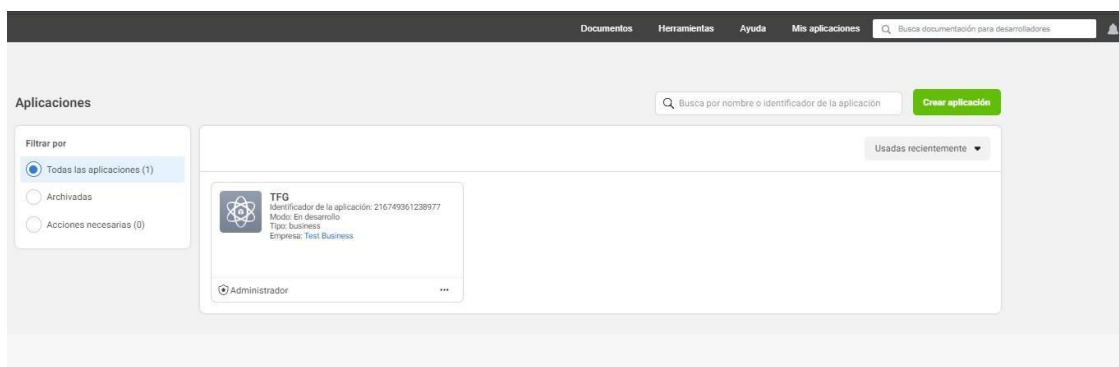 Documentos Herramientas Ayuda Mis aplicaciones Busca documentación para desarrolladores
Aplicaciones Busca por nombre o identificador de la aplicación Crear aplicación
Filtrar por
Usadas recientemente
Todas las aplicaciones (1)
Archivadas
Acciones necesarias (0)
TFG
Identificador de la aplicación: 216749361238977
Modo: En desarrollo
Tipo: business
Empresa: Test Business
Administrador